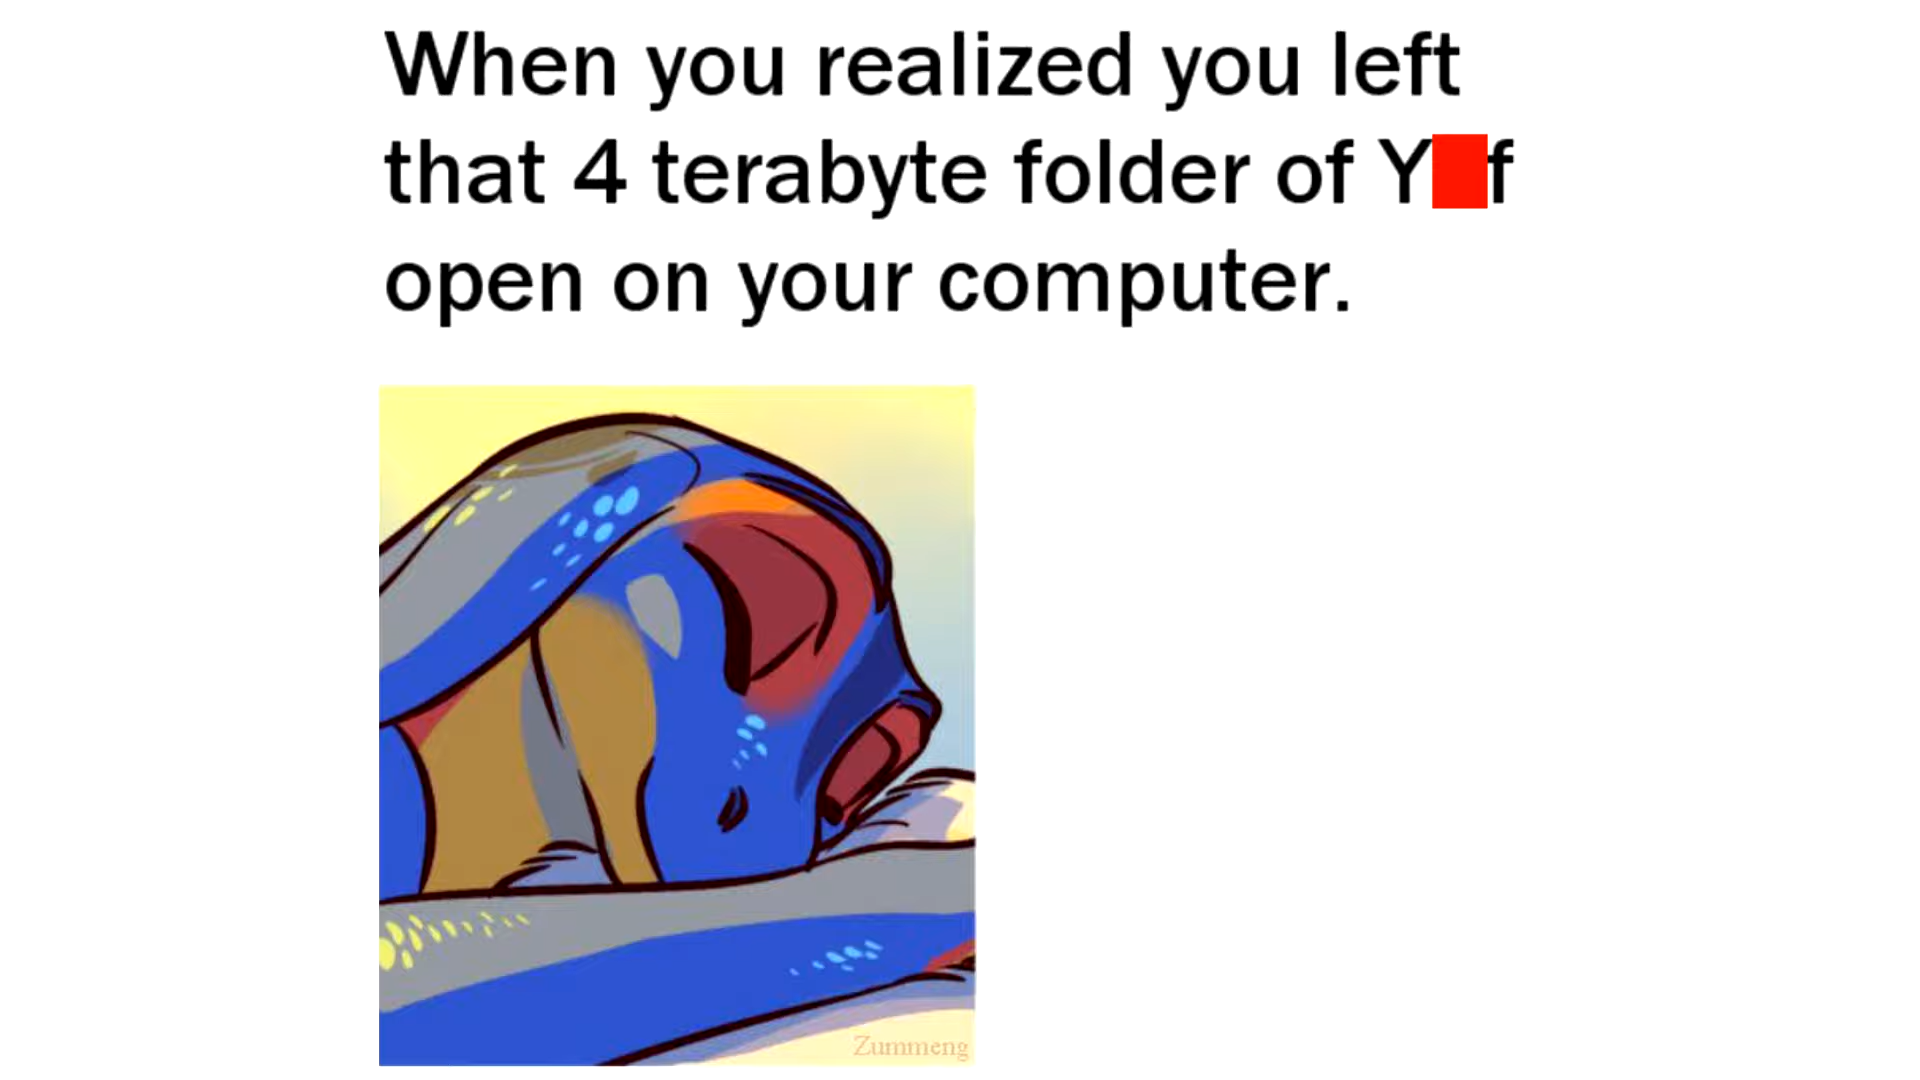 When you realized you left
that 4 terabyte folder of Y f
open on your computer.
Zummeng